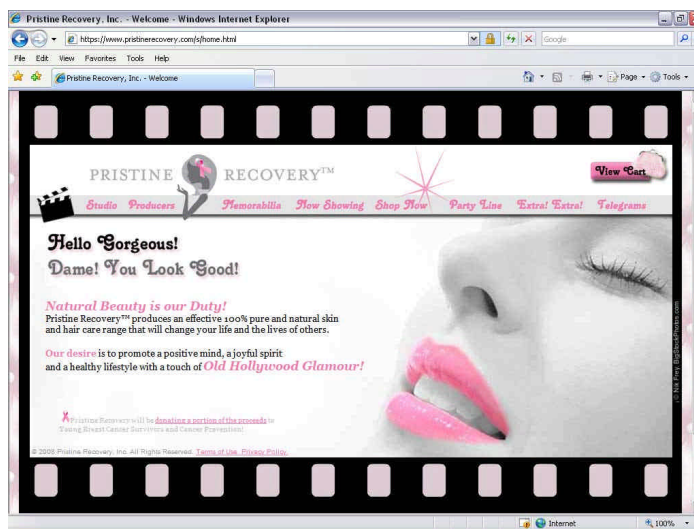 Pristine Recovery, Inc. - Welcome - Windows Internet Explorer
https://www.pristinerecovery.com/s/home.html
Google
File Edit View Favorites Tools Help
Pristine Recovery, Inc. - Welcome
Page Tools
PRISTINE RECOVERY™
View Cart
Studio Producers Memorabilia Now Showing Shop Now Party Line Extra! Extra! Telegrams
Hello Gorgeous!
Dame! You Look Good!
Natural Beauty is our Duty!
Pristine Recovery™ produces an effective 100% pure and natural skin
and hair care range that will change your life and the lives of others.
Our desire is to promote a positive mind, a joyful spirit
and a healthy lifestyle with a touch of Old Hollywood Glamour!
© Nik Frey, BigStockPhotos.com
Pristine Recovery will be donating a portion of the proceeds to
Young Breast Cancer Survivors and Cancer Prevention!
© 2008 Pristine Recovery, Inc. All Rights Reserved. Terms of Use. Privacy Policy.
Internet
100%